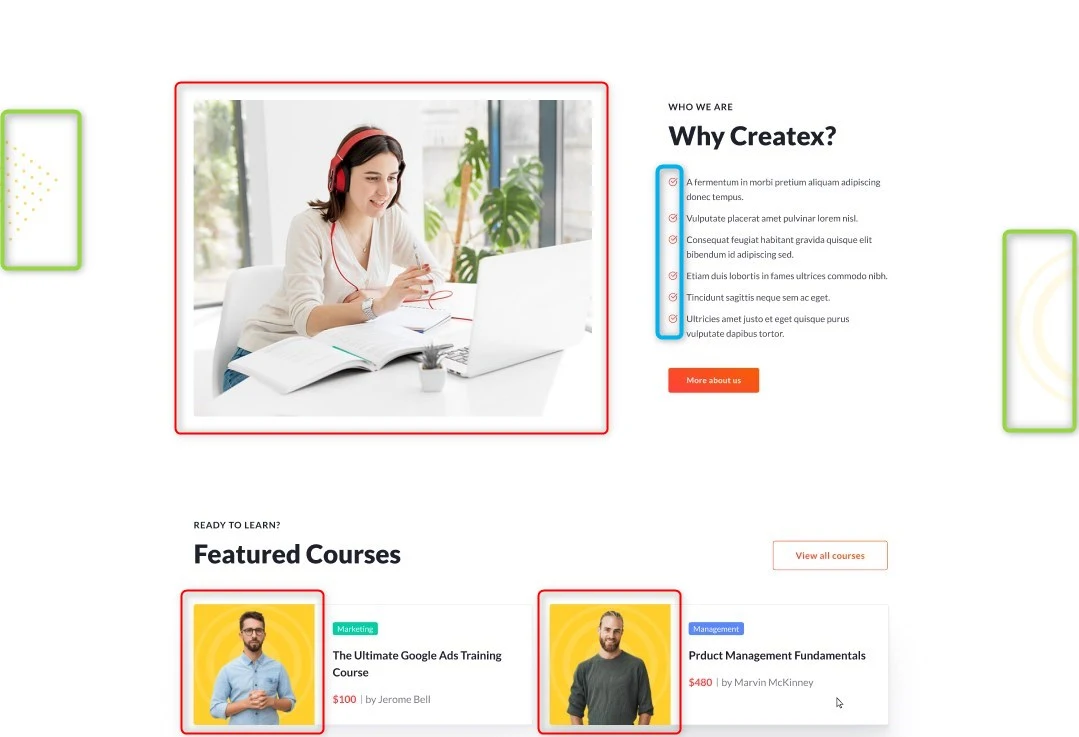 WHO WE ARE
Why Createx?
A fermentum in morbi pretium aliquam adipiscing
donec tempus.
Vulputate placerat amet pulvinar lorem nisl.
Consequat feugiat habitant gravida quisque elit
bibendum id adipiscing sed.
Etiam duis lobortis in fames ultrices commodo nibh.
Tincidunt sagittis neque sem ac eget.
Ultricies amet justo et eget quisque purus
vulputate dapibus tortor.
More about us
READY TO LEARN?
Featured Courses
View all courses
Marketing
The Ultimate Google Ads Training
Course
$100 | by Jerome Bell
Management
Prduct Management Fundamentals
$480 | by Marvin McKinney